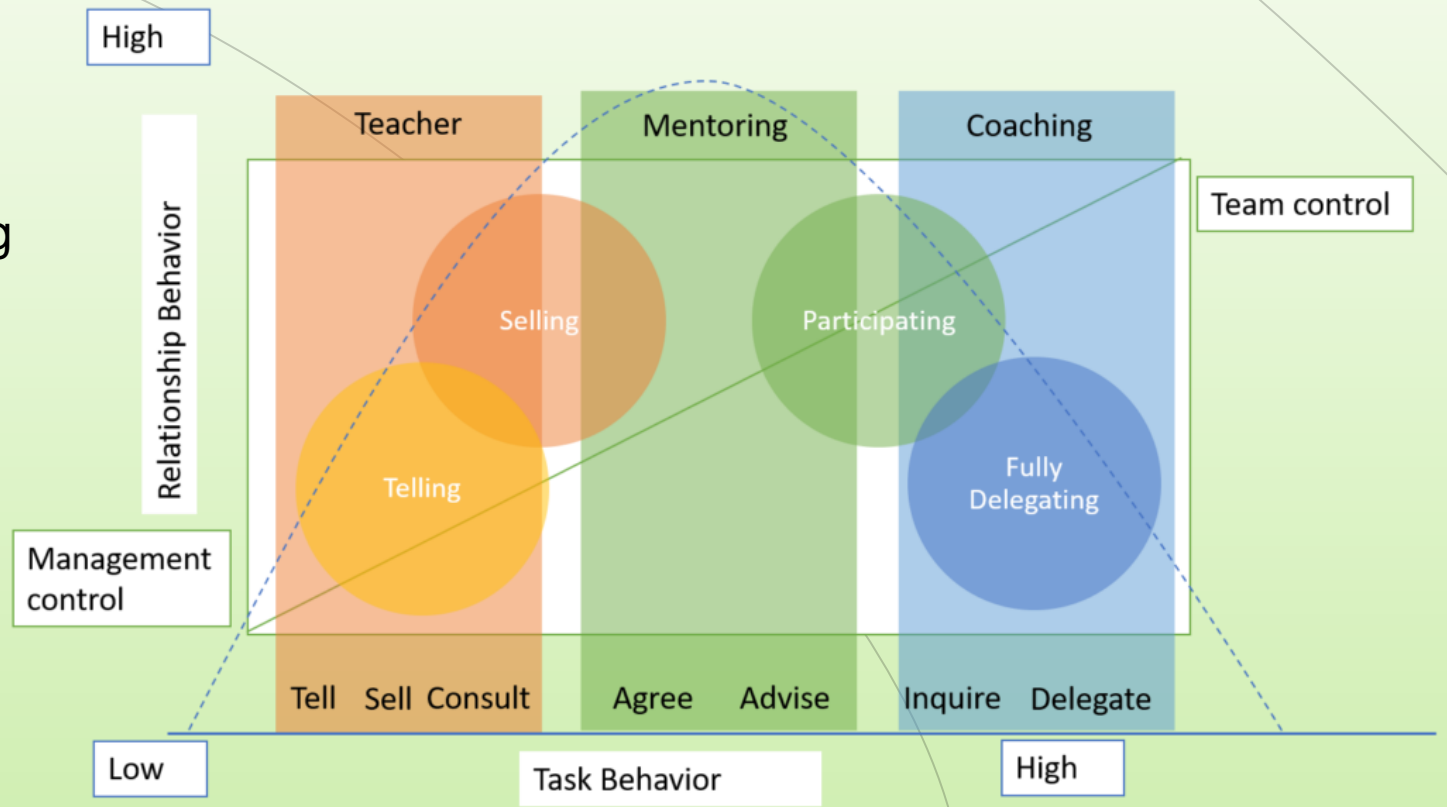 High
Teacher
Mentoring
Coaching
Team control
g
Relationship Behavior
Selling
Participating
Telling
Fully
Delegating
Management
control
Tell Sell Consult
Agree Advise
Inquire Delegate
Low
Task Behavior
High